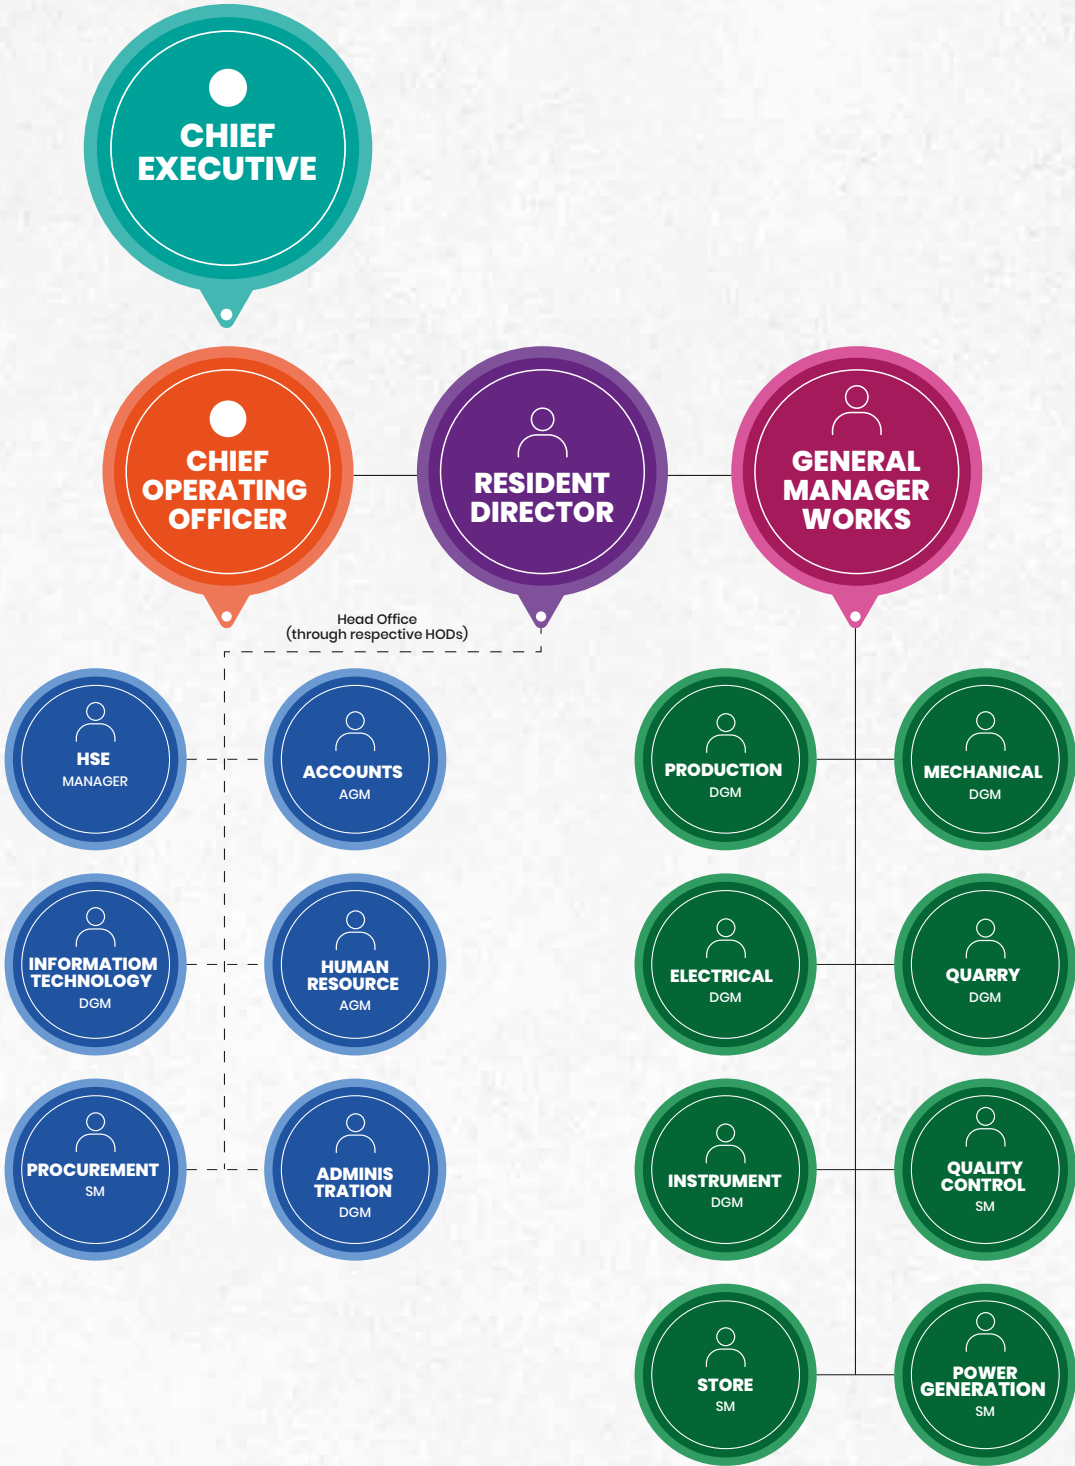 CHIEF
EXECUTIVE
CHIEF
OPERATING
OFFICER
RESIDENT
DIRECTOR
GENERAL
MANAGER
WORKS
Head Office
(through respective HODs)
HSE
MANAGER
ACCOUNTS
AGM
PRODUCTION
DGM
MECHANICAL
DGM
INFORMATIOM
TECHNOLOGY
DGM
HUMAN
RESOURCE
AGM
ELECTRICAL
DGM
QUARRY
DGM
PROCUREMENT
SM
ADMINIS
TRATION
DGM
INSTRUMENT
DGM
QUALITY
CONTROL
SM
STORE
SM
POWER
GENERATION
SM